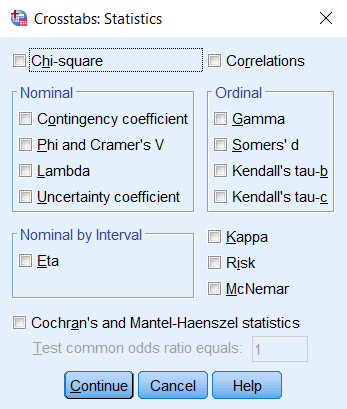 Crosstabs: Statistics
Chi-square
Correlations
Nominal
Contingency coefficient
Phi and Cramer's V
Lambda
Uncertainty coefficient
Ordinal
Gamma
Somers' d
Kendall's tau-b
Kendall's tau-c
Nominal by Interval
Eta
Kappa
Risk
McNemar
Cochran's and Mantel-Haenszel statistics
Test common odds ratio equals: 1
Continue Cancel Help